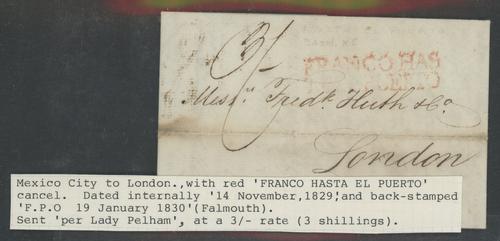 3/-
FRANCO HAS
Messrs. Fredk. Huth & Co.
London
Mexico City to London.,with red 'FRANCO HASTA EL PUERTO'
cancel. Dated internally '14 November,1829;and back-stamped
'F.P.O 19 January 1830'(Falmouth).
Sent 'per Lady Pelham', at a 3/- rate (3 shillings).